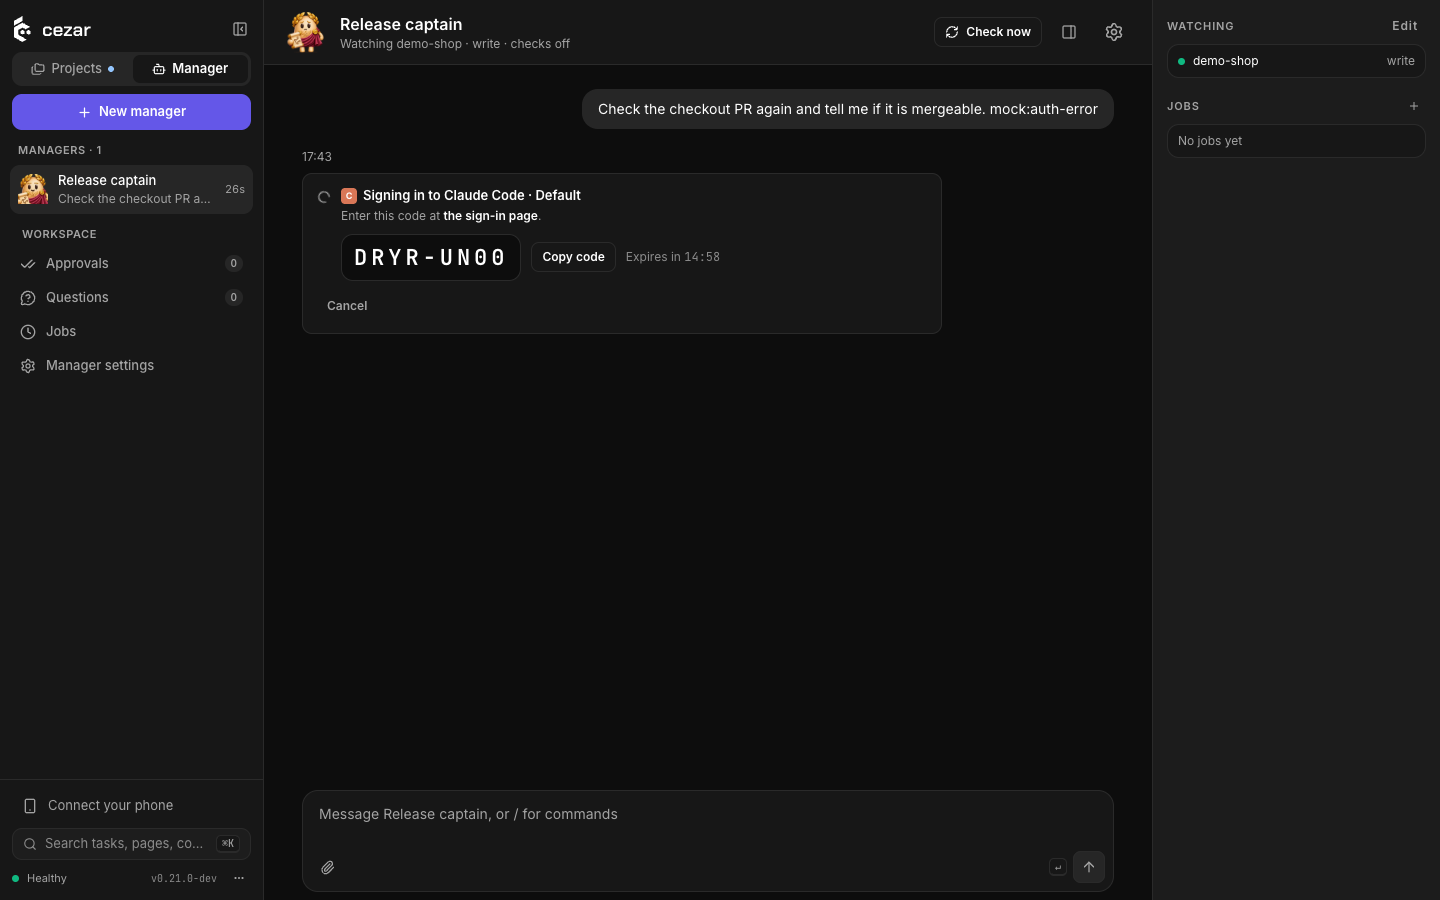 cezar
Projects
Manager
New manager
MANAGERS · 1
Release captain
26s
Check the checkout PR a...
WORKSPACE
Approvals
0
Questions
0
Jobs
Manager settings
Connect your phone
Search tasks, pages, co...
⌘K
Healthy
v0.21.0-dev
Release captain
Watching demo-shop · write · checks off
Check now
Check the checkout PR again and tell me if it is mergeable. mock:auth-error
17:43
C Signing in to Claude Code · Default
Enter this code at the sign-in page.
DRYR-UN00
Copy code
Expires in 14:58
Cancel
Message Release captain, or / for commands
WATCHING
Edit
demo-shop
write
JOBS
No jobs yet